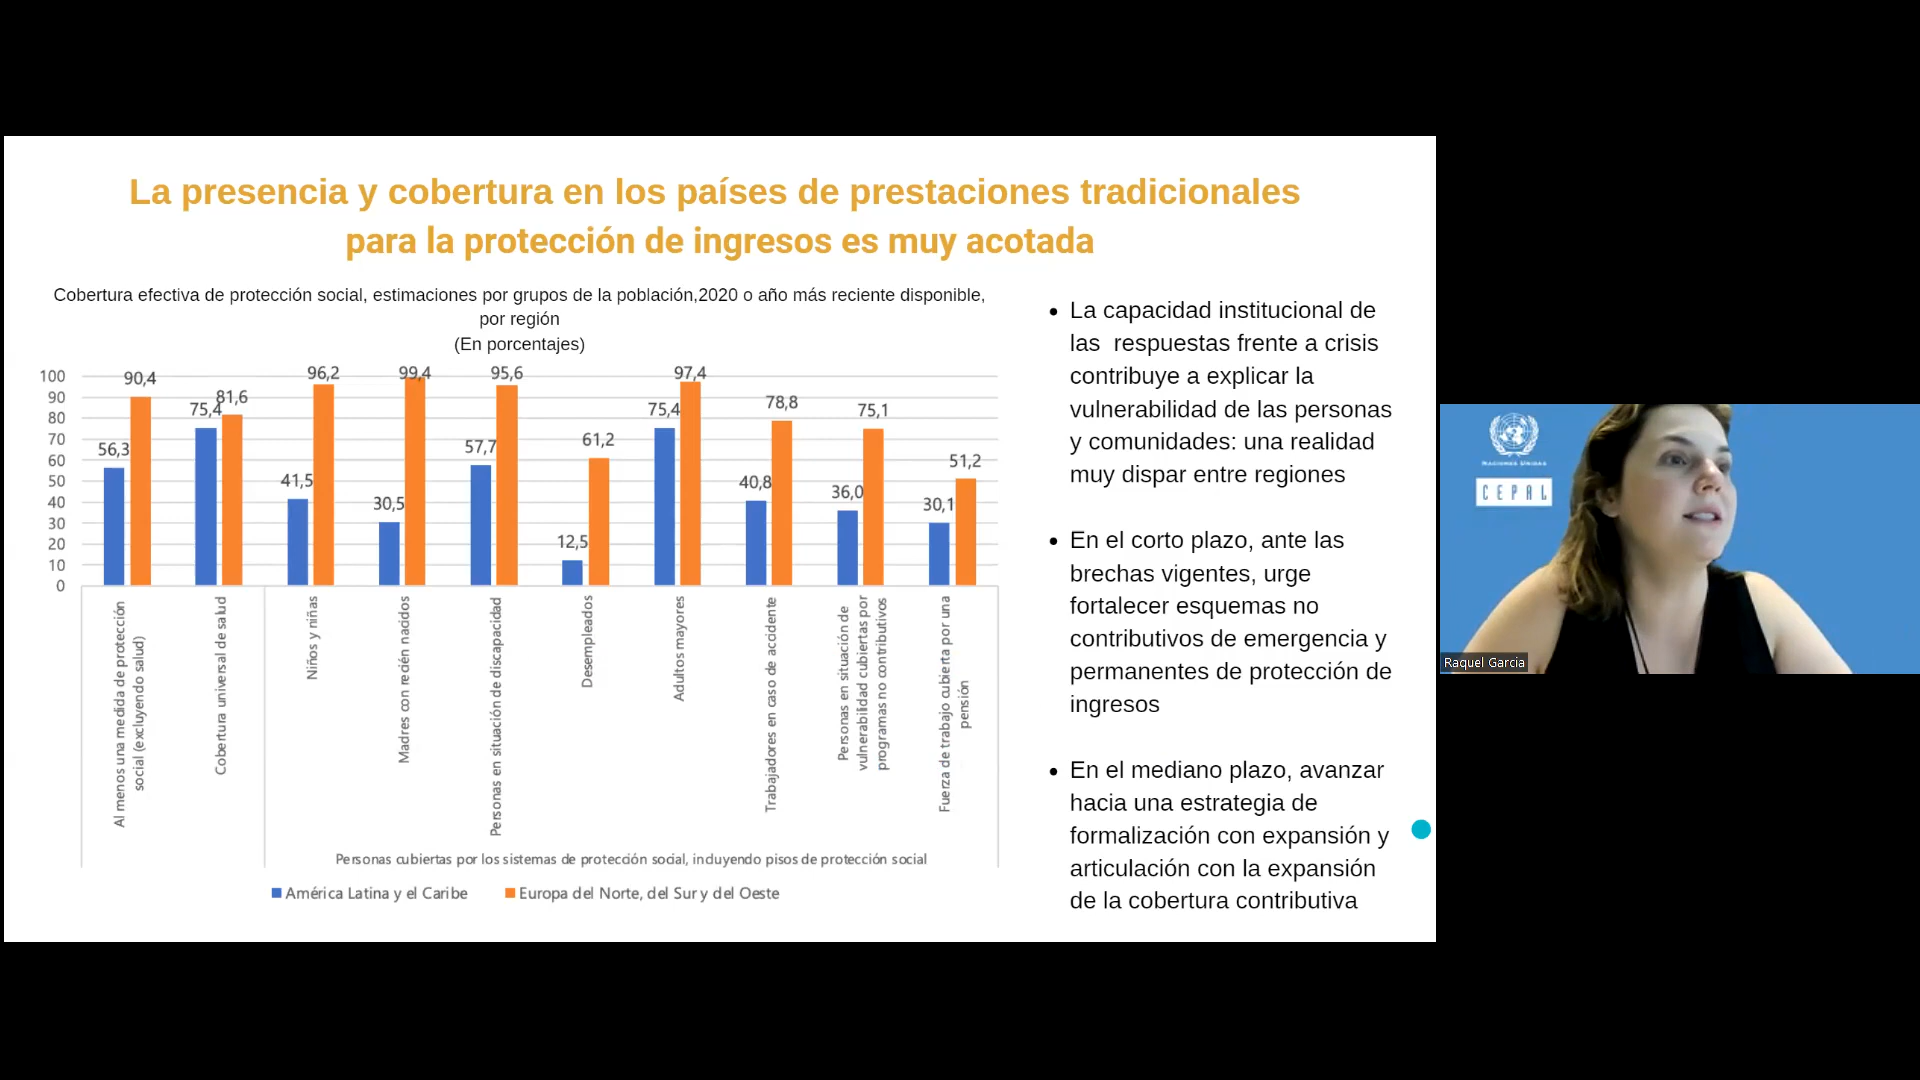 La presencia y cobertura en los países de prestaciones tradicionales
para la protección de ingresos es muy acotada
Cobertura efectiva de protección social, estimaciones por grupos de la población,2020 o año más reciente disponible,
por región
(En porcentajes)
100
90
80
70
60
50
40
30
20
10
0
56,3
90,4
75,4
81,6
41,5
96,2
30,5
99,4
57,7
95,6
12,5
61,2
75,4
97,4
40,8
78,8
36,0
75,1
30,1
51,2
Al menos una medida de protección
social (excluyendo salud)
Cobertura universal de salud
Niños y niñas
Madres con recién nacidos
Personas en situación de discapacidad
Desempleados
Adultos mayores
Trabajadores en caso de accidente
Personas en situación de
vulnerabilidad cubiertas por
programas no contributivos
Fuerza de trabajo cubierta por una
pensión
Personas cubiertas por los sistemas de protección social, incluyendo pisos de protección social
América Latina y el Caribe
Europa del Norte, del Sur y del Oeste
• La capacidad institucional de
las respuestas frente a crisis
contribuye a explicar la
vulnerabilidad de las personas
y comunidades: una realidad
muy dispar entre regiones
• En el corto plazo, ante las
brechas vigentes, urge
fortalecer esquemas no
contributivos de emergencia y
permanentes de protección de
ingresos
• En el mediano plazo, avanzar
hacia una estrategia de
formalización con expansión y
articulación con la expansión
de la cobertura contributiva
NACIONES UNIDAS
CEPAL
Raquel Garcia